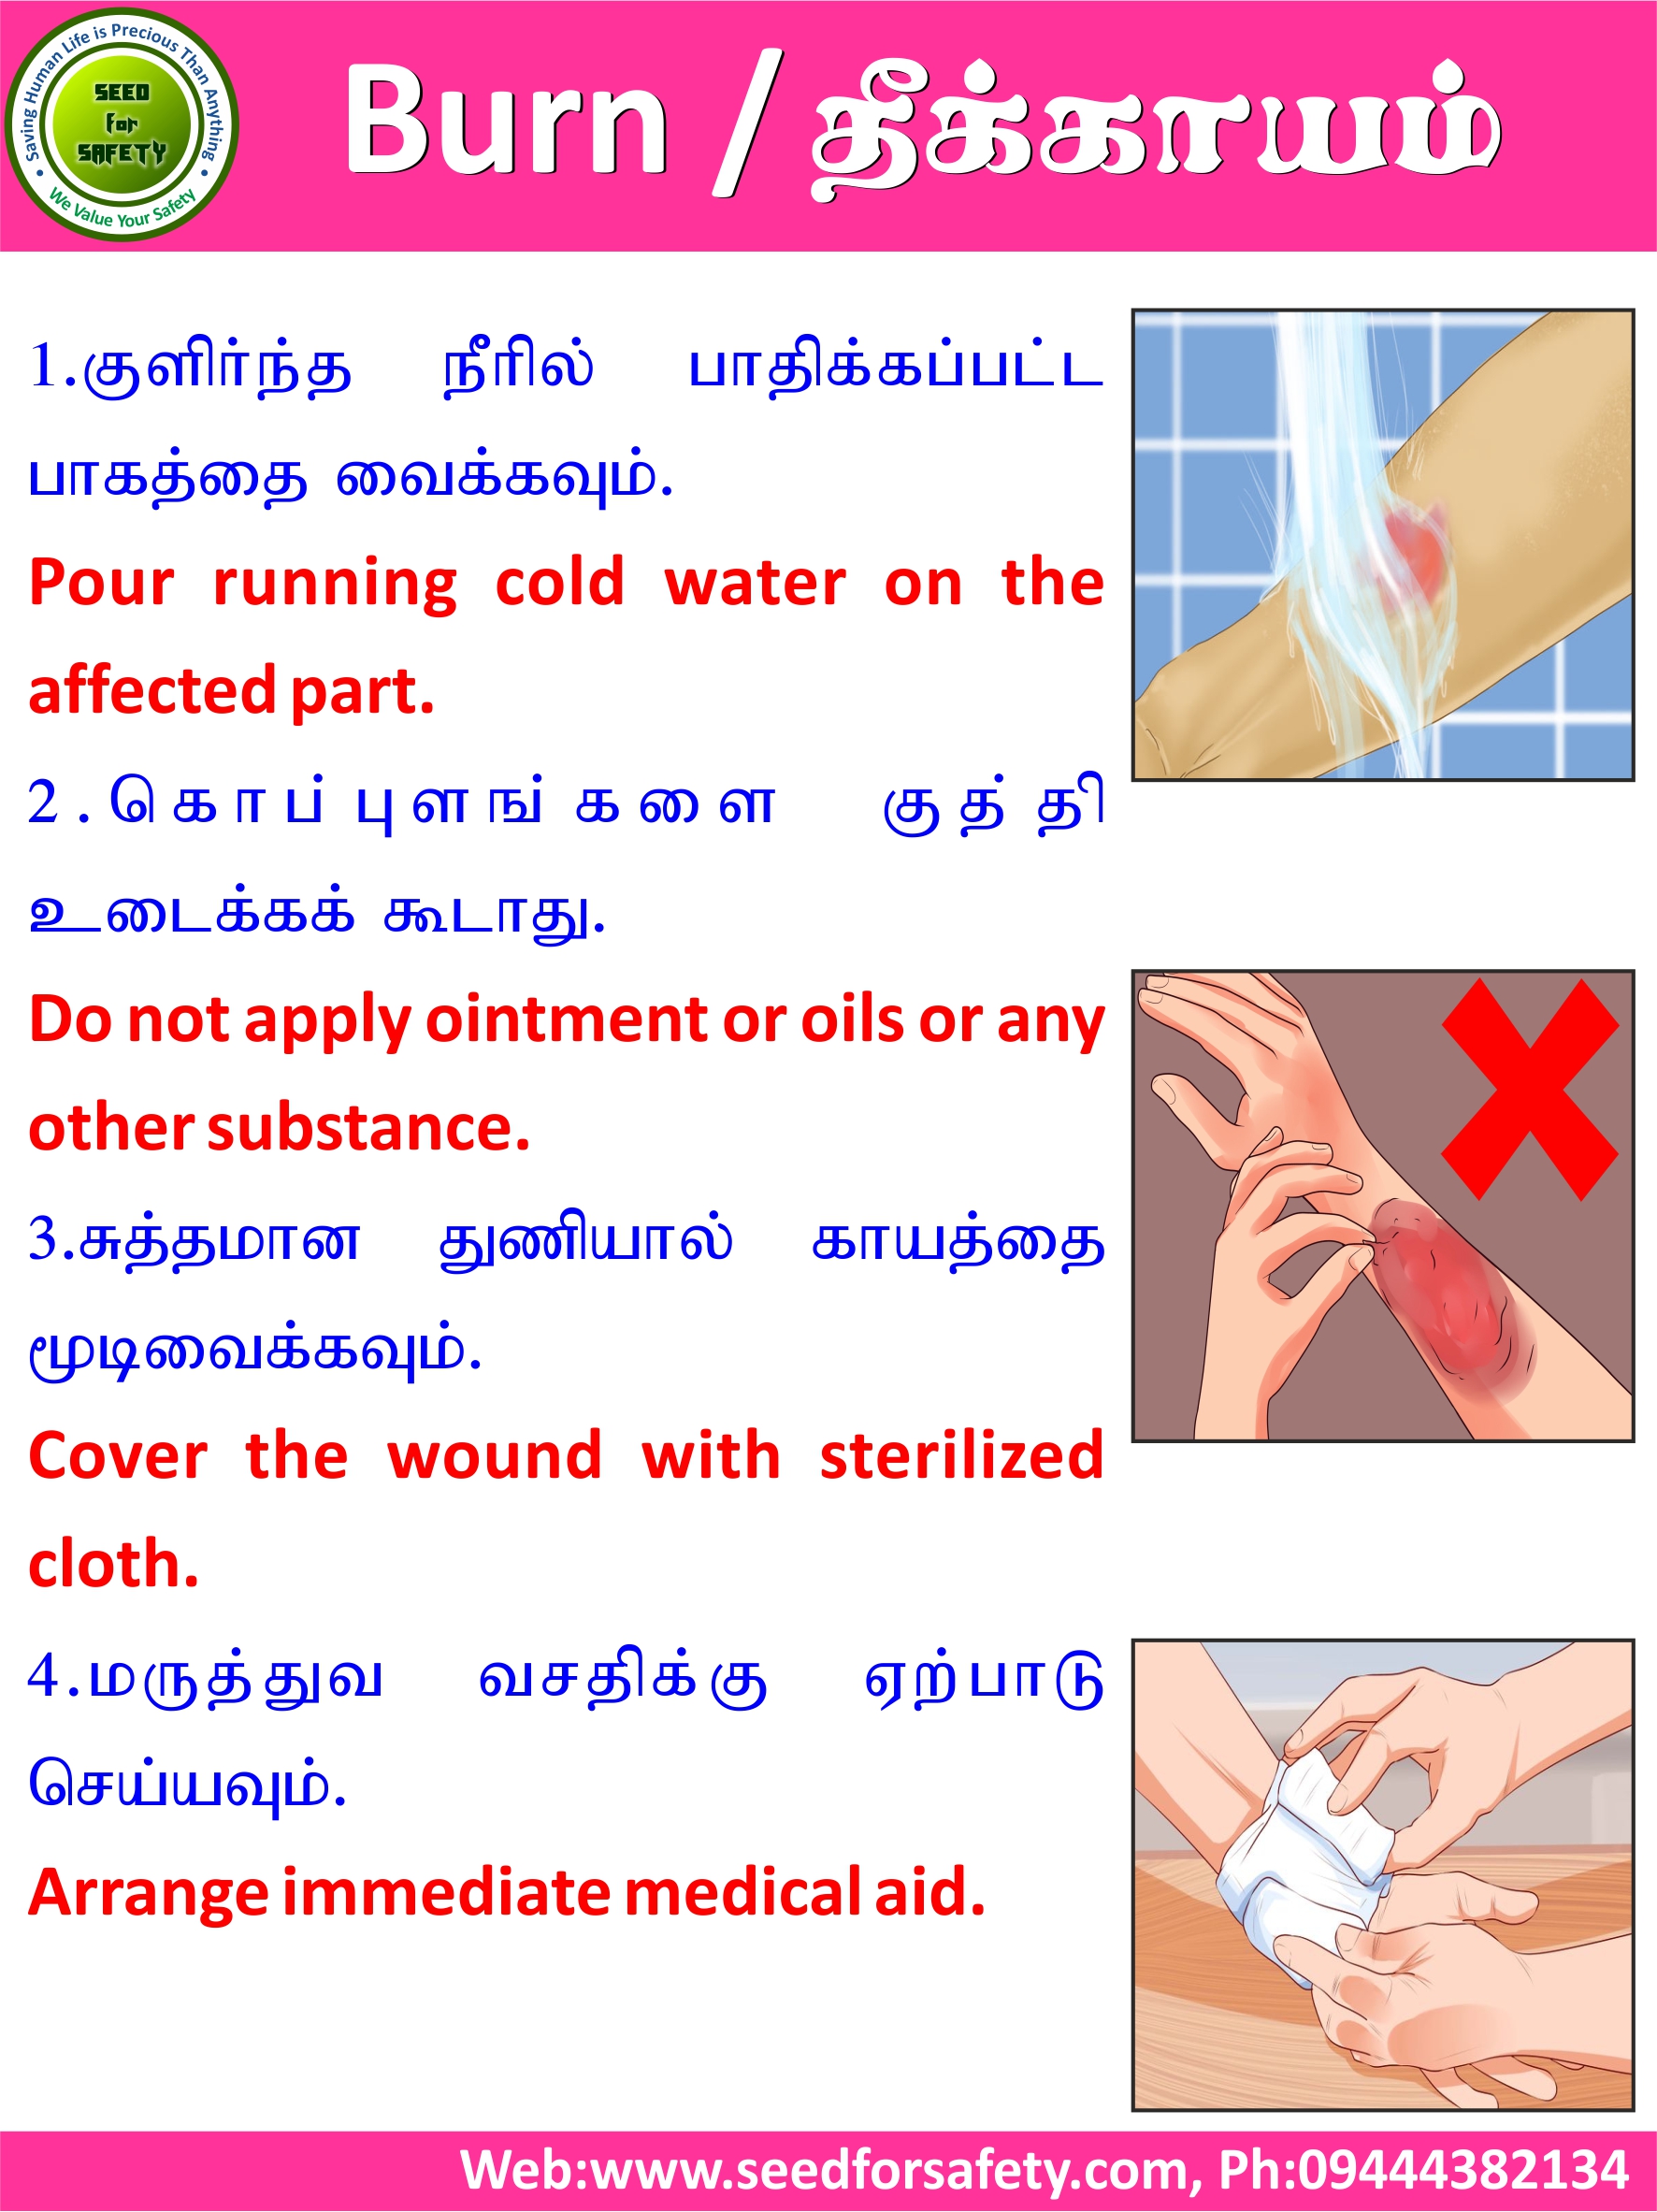 Saving Human Life is Precious Than Anything
SEED
for
SAFETY
We Value Your Safety
Burn / தீக்காயம்
1.குளிர்ந்த நீரில் பாதிக்கப்பட்ட
பாகத்தை வைக்கவும்.
Pour running cold water on the
affected part.
2.கொப்புளங்களை குத்தி
உடைக்கக் கூடாது.
Do not apply ointment or oils or any
other substance.
3.சுத்தமான துணியால் காயத்தை
மூடிவைக்கவும்.
Cover the wound with sterilized
cloth.
4.மருத்துவ வசதிக்கு ஏற்பாடு
செய்யவும்.
Arrange immediate medical aid.
Web:www.seedforsafety.com, Ph:09444382134